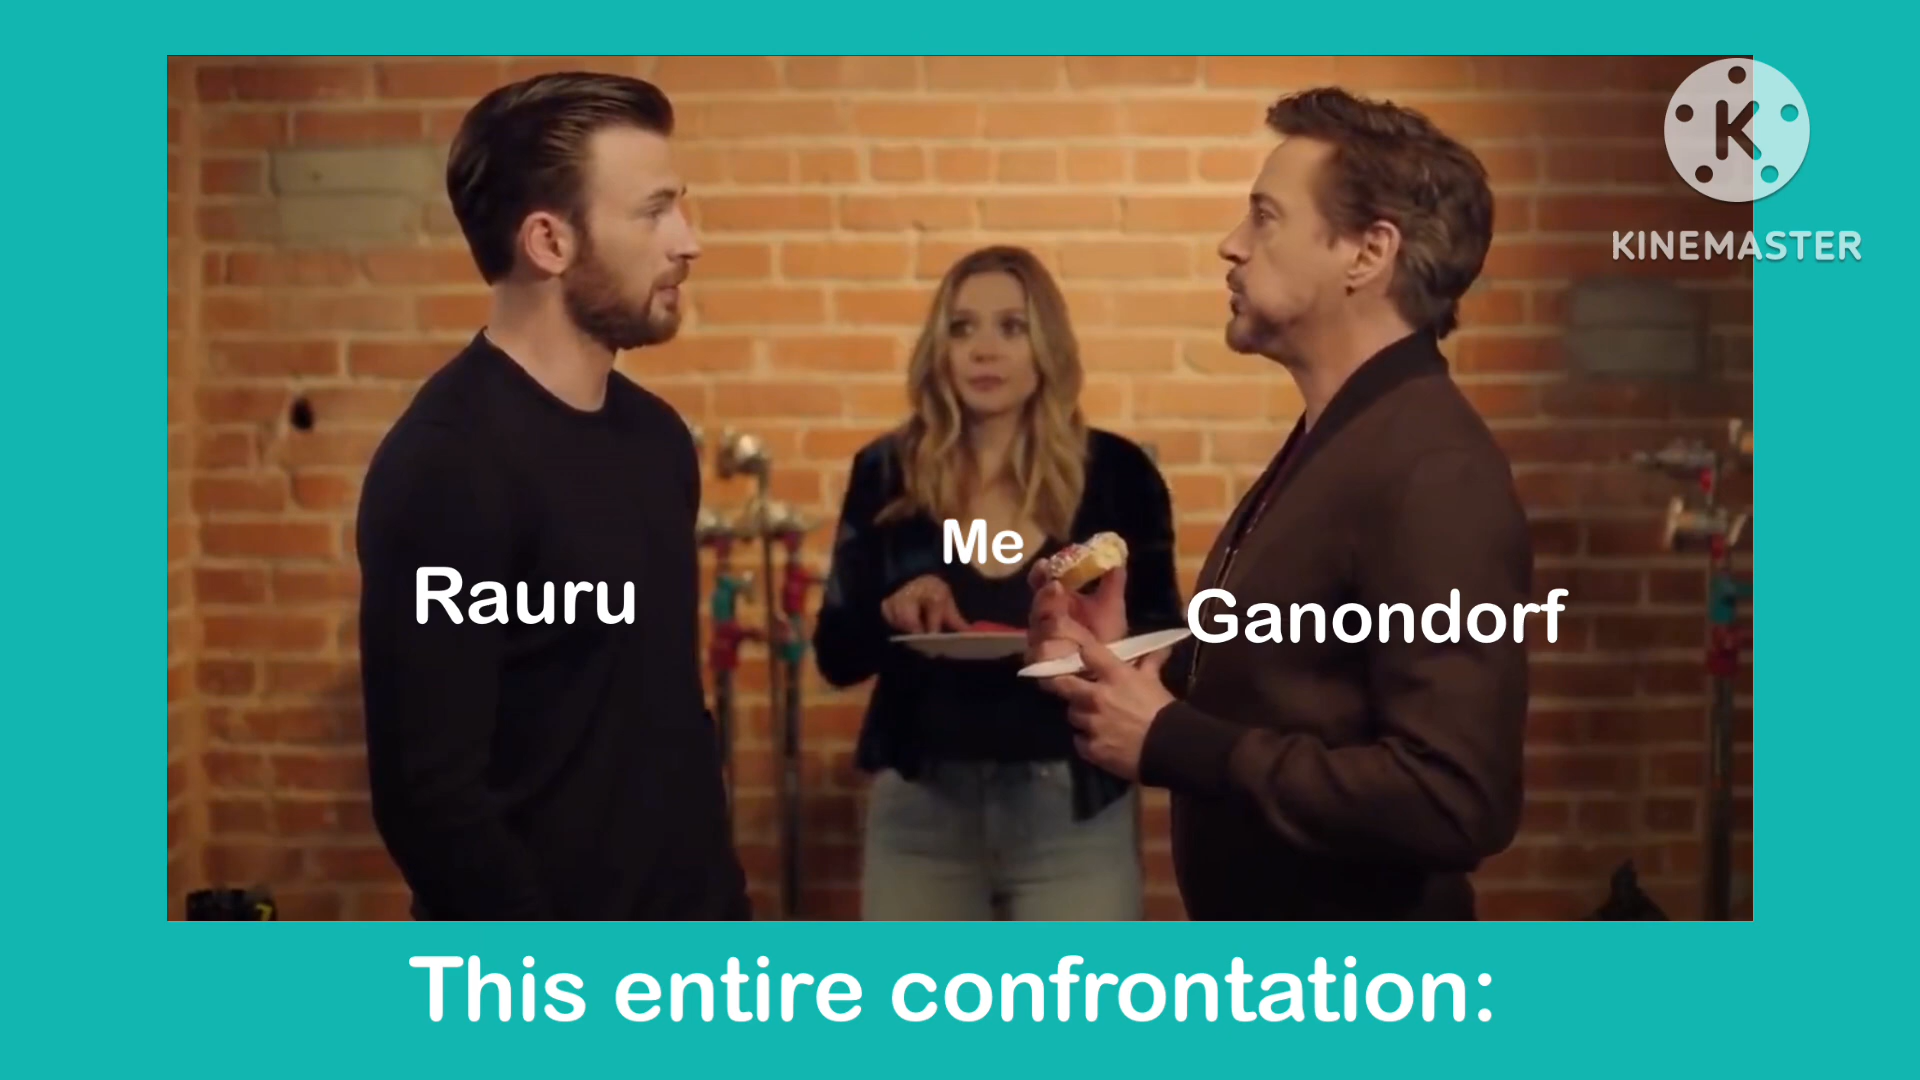 K
KINEMASTER
Me
Rauru
Ganondorf
This entire confrontation: